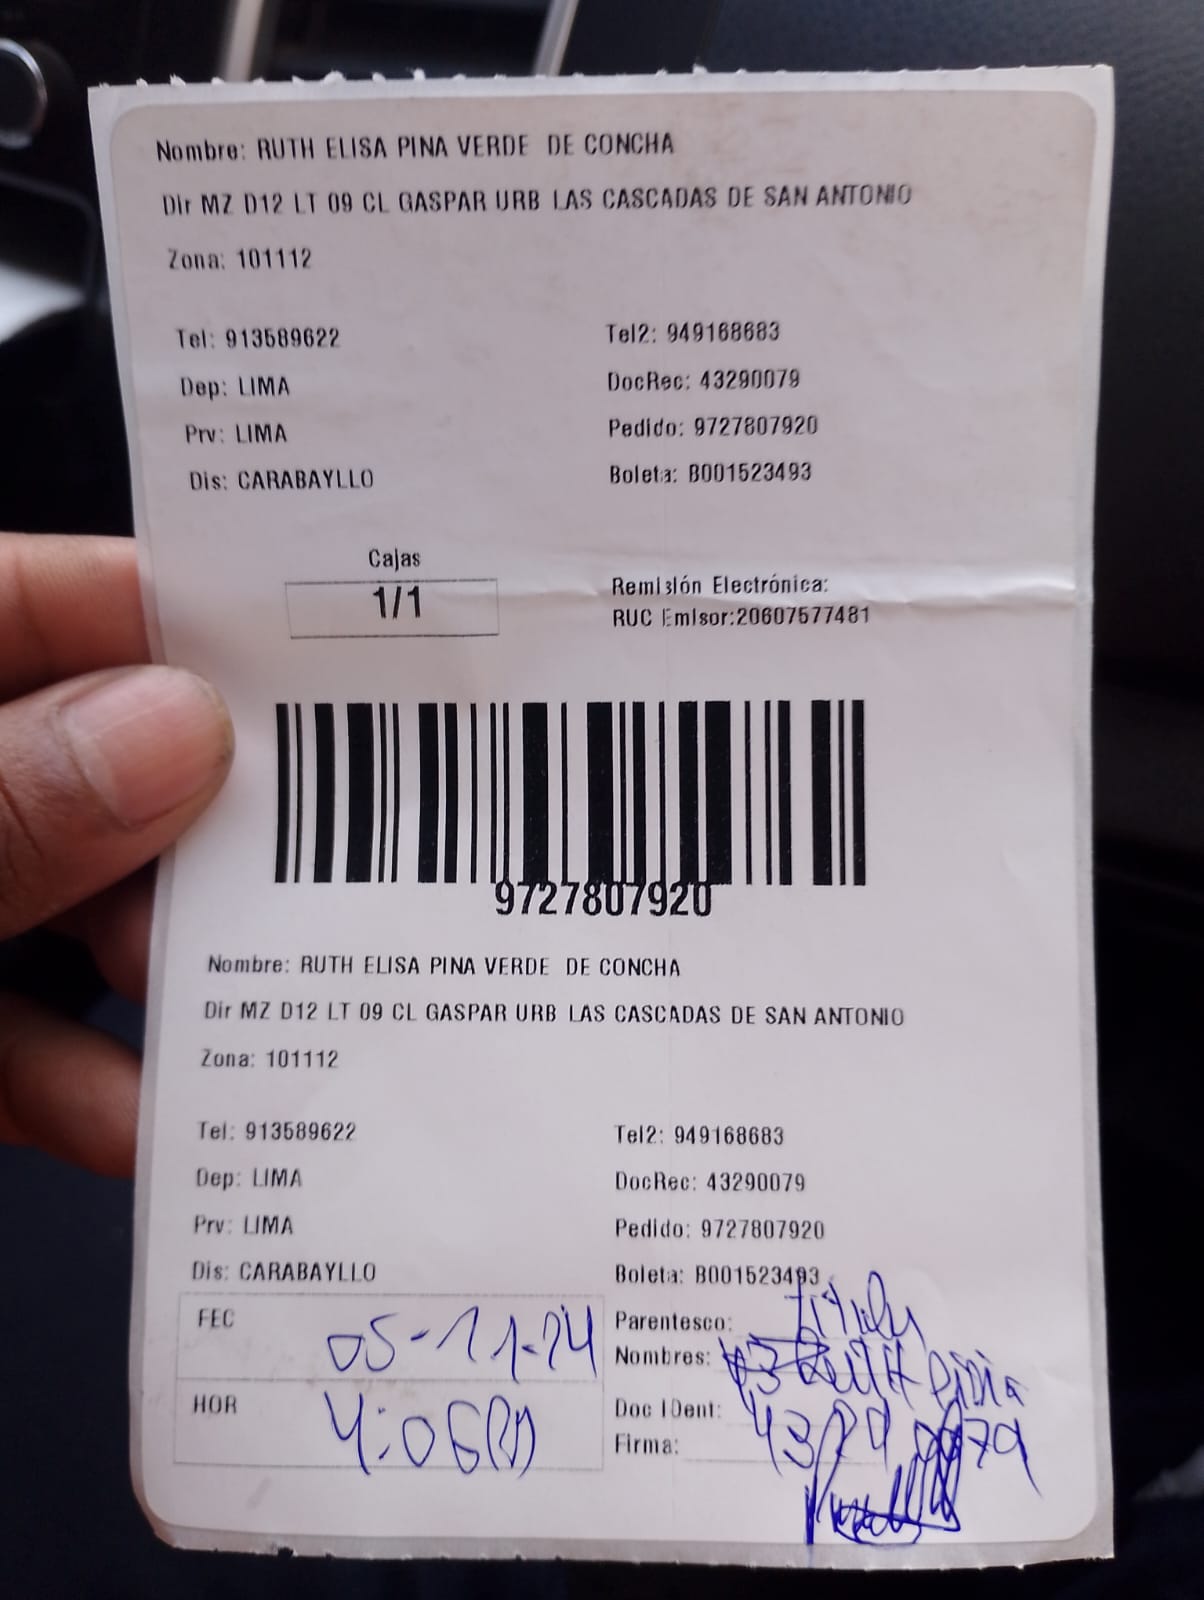 Nombre: RUTH ELISA PINA VERDE DE CONCHA
Dir MZ D12 LT 09 CL GASPAR URB LAS CASCADAS DE SAN ANTONIO
Zona: 101112
Tel: 913589622 Tel2: 949168683
Dep: LIMA DocRec: 43290079
Prv: LIMA Pedido: 9727807920
Dis: CARABAYLLO Boleta: B001523493
Cajas
1/1
Remisión Electrónica:
RUC Emisor:20607577481
9727807920
Nombre: RUTH ELISA PINA VERDE DE CONCHA
Dir MZ D12 LT 09 CL GASPAR URB LAS CASCADAS DE SAN ANTONIO
Zona: 101112
Tel: 913589622 Tel2: 949168683
Dep: LIMA DocRec: 43290079
Prv: LIMA Pedido: 9727807920
Dis: CARABAYLLO Boleta: B001523493
FEC 05-11-24 Parentesco: Titular
Nombres: Ruth
HOR 4:06 Doc IDent: 43290079
Firma: